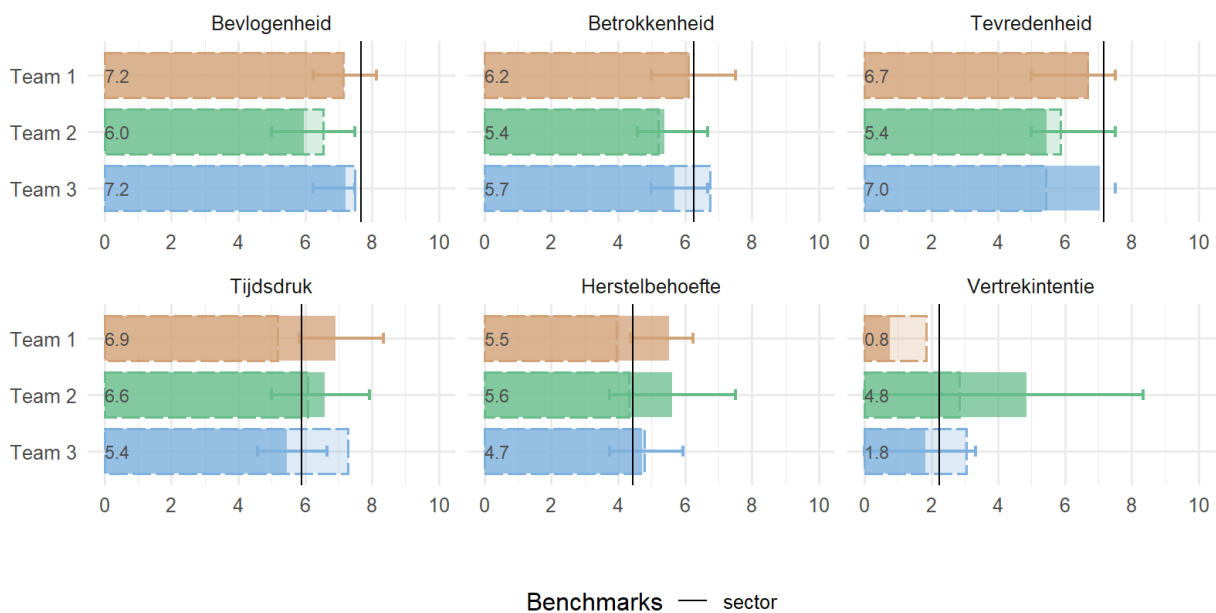 Bevlogenheid Betrokkenheid Tevredenheid
Team 1 7.2 6.2 6.7
Team 2 6.0 5.4 5.4
Team 3 7.2 5.7 7.0
0 2 4 6 8 10 0 2 4 6 8 10 0 2 4 6 8 10
Tijdsdruk Herstelbehoefte Vertrekintentie
Team 1 6.9 5.5 0.8
Team 2 6.6 5.6 4.8
Team 3 5.4 4.7 1.8
0 2 4 6 8 10 0 2 4 6 8 10 0 2 4 6 8 10
Benchmarks sector